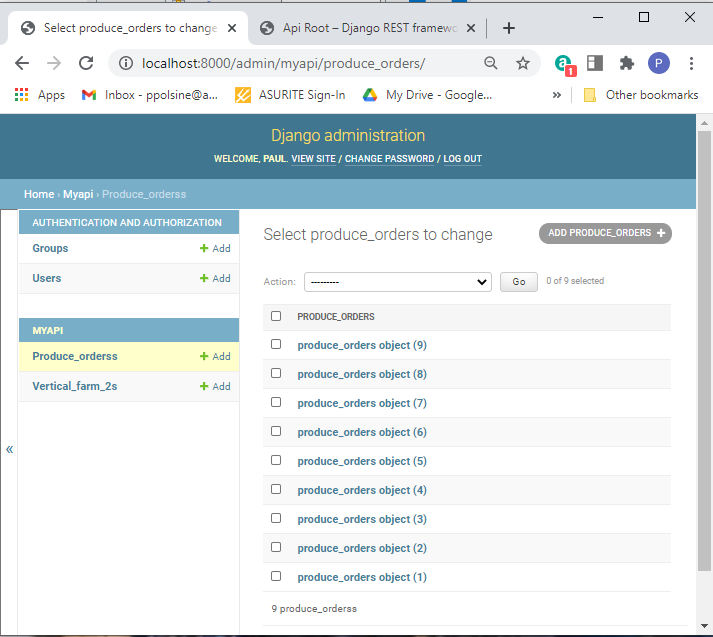 Select produce_orders to change
Api Root – Django REST framewo
localhost:8000/admin/myapi/produce_orders/
1
P
Apps
Inbox - ppolsine@a...
ASURITE Sign-In
My Drive - Google...
»
Other bookmarks
Django administration
WELCOME, PAUL. VIEW SITE / CHANGE PASSWORD / LOG OUT
Home › Myapi › Produce_orderss
AUTHENTICATION AND AUTHORIZATION
Groups + Add
Users + Add
MYAPI
Produce_orderss + Add
Vertical_farm_2s + Add
«
Select produce_orders to change
ADD PRODUCE_ORDERS +
Action: --------- Go 0 of 9 selected
PRODUCE_ORDERS
produce_orders object (9)
produce_orders object (8)
produce_orders object (7)
produce_orders object (6)
produce_orders object (5)
produce_orders object (4)
produce_orders object (3)
produce_orders object (2)
produce_orders object (1)
9 produce_orderss